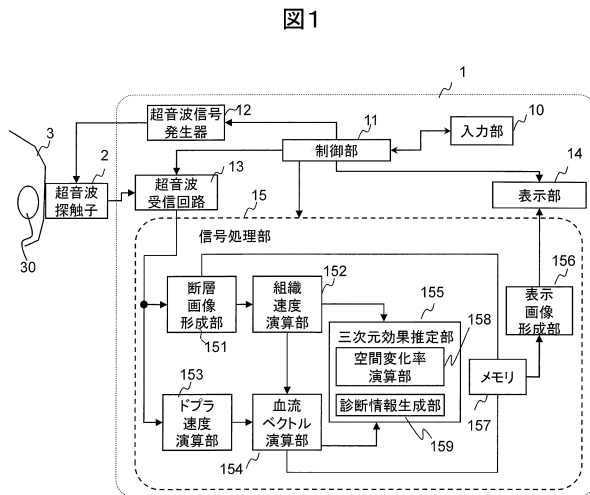 図1
1
超音波信号
発生器
12
11
制御部
10
入力部
3
2
超音波
探触子
13
超音波
受信回路
14
表示部
30
15
信号処理部
断層
画像
形成部
151
152
組織
速度
演算部
155
三次元効果推定部
158
空間変化率
演算部
診断情報生成部
159
156
表示
画像
形成部
メモリ
157
153
ドプラ
速度
演算部
血流
ベクトル
演算部
154